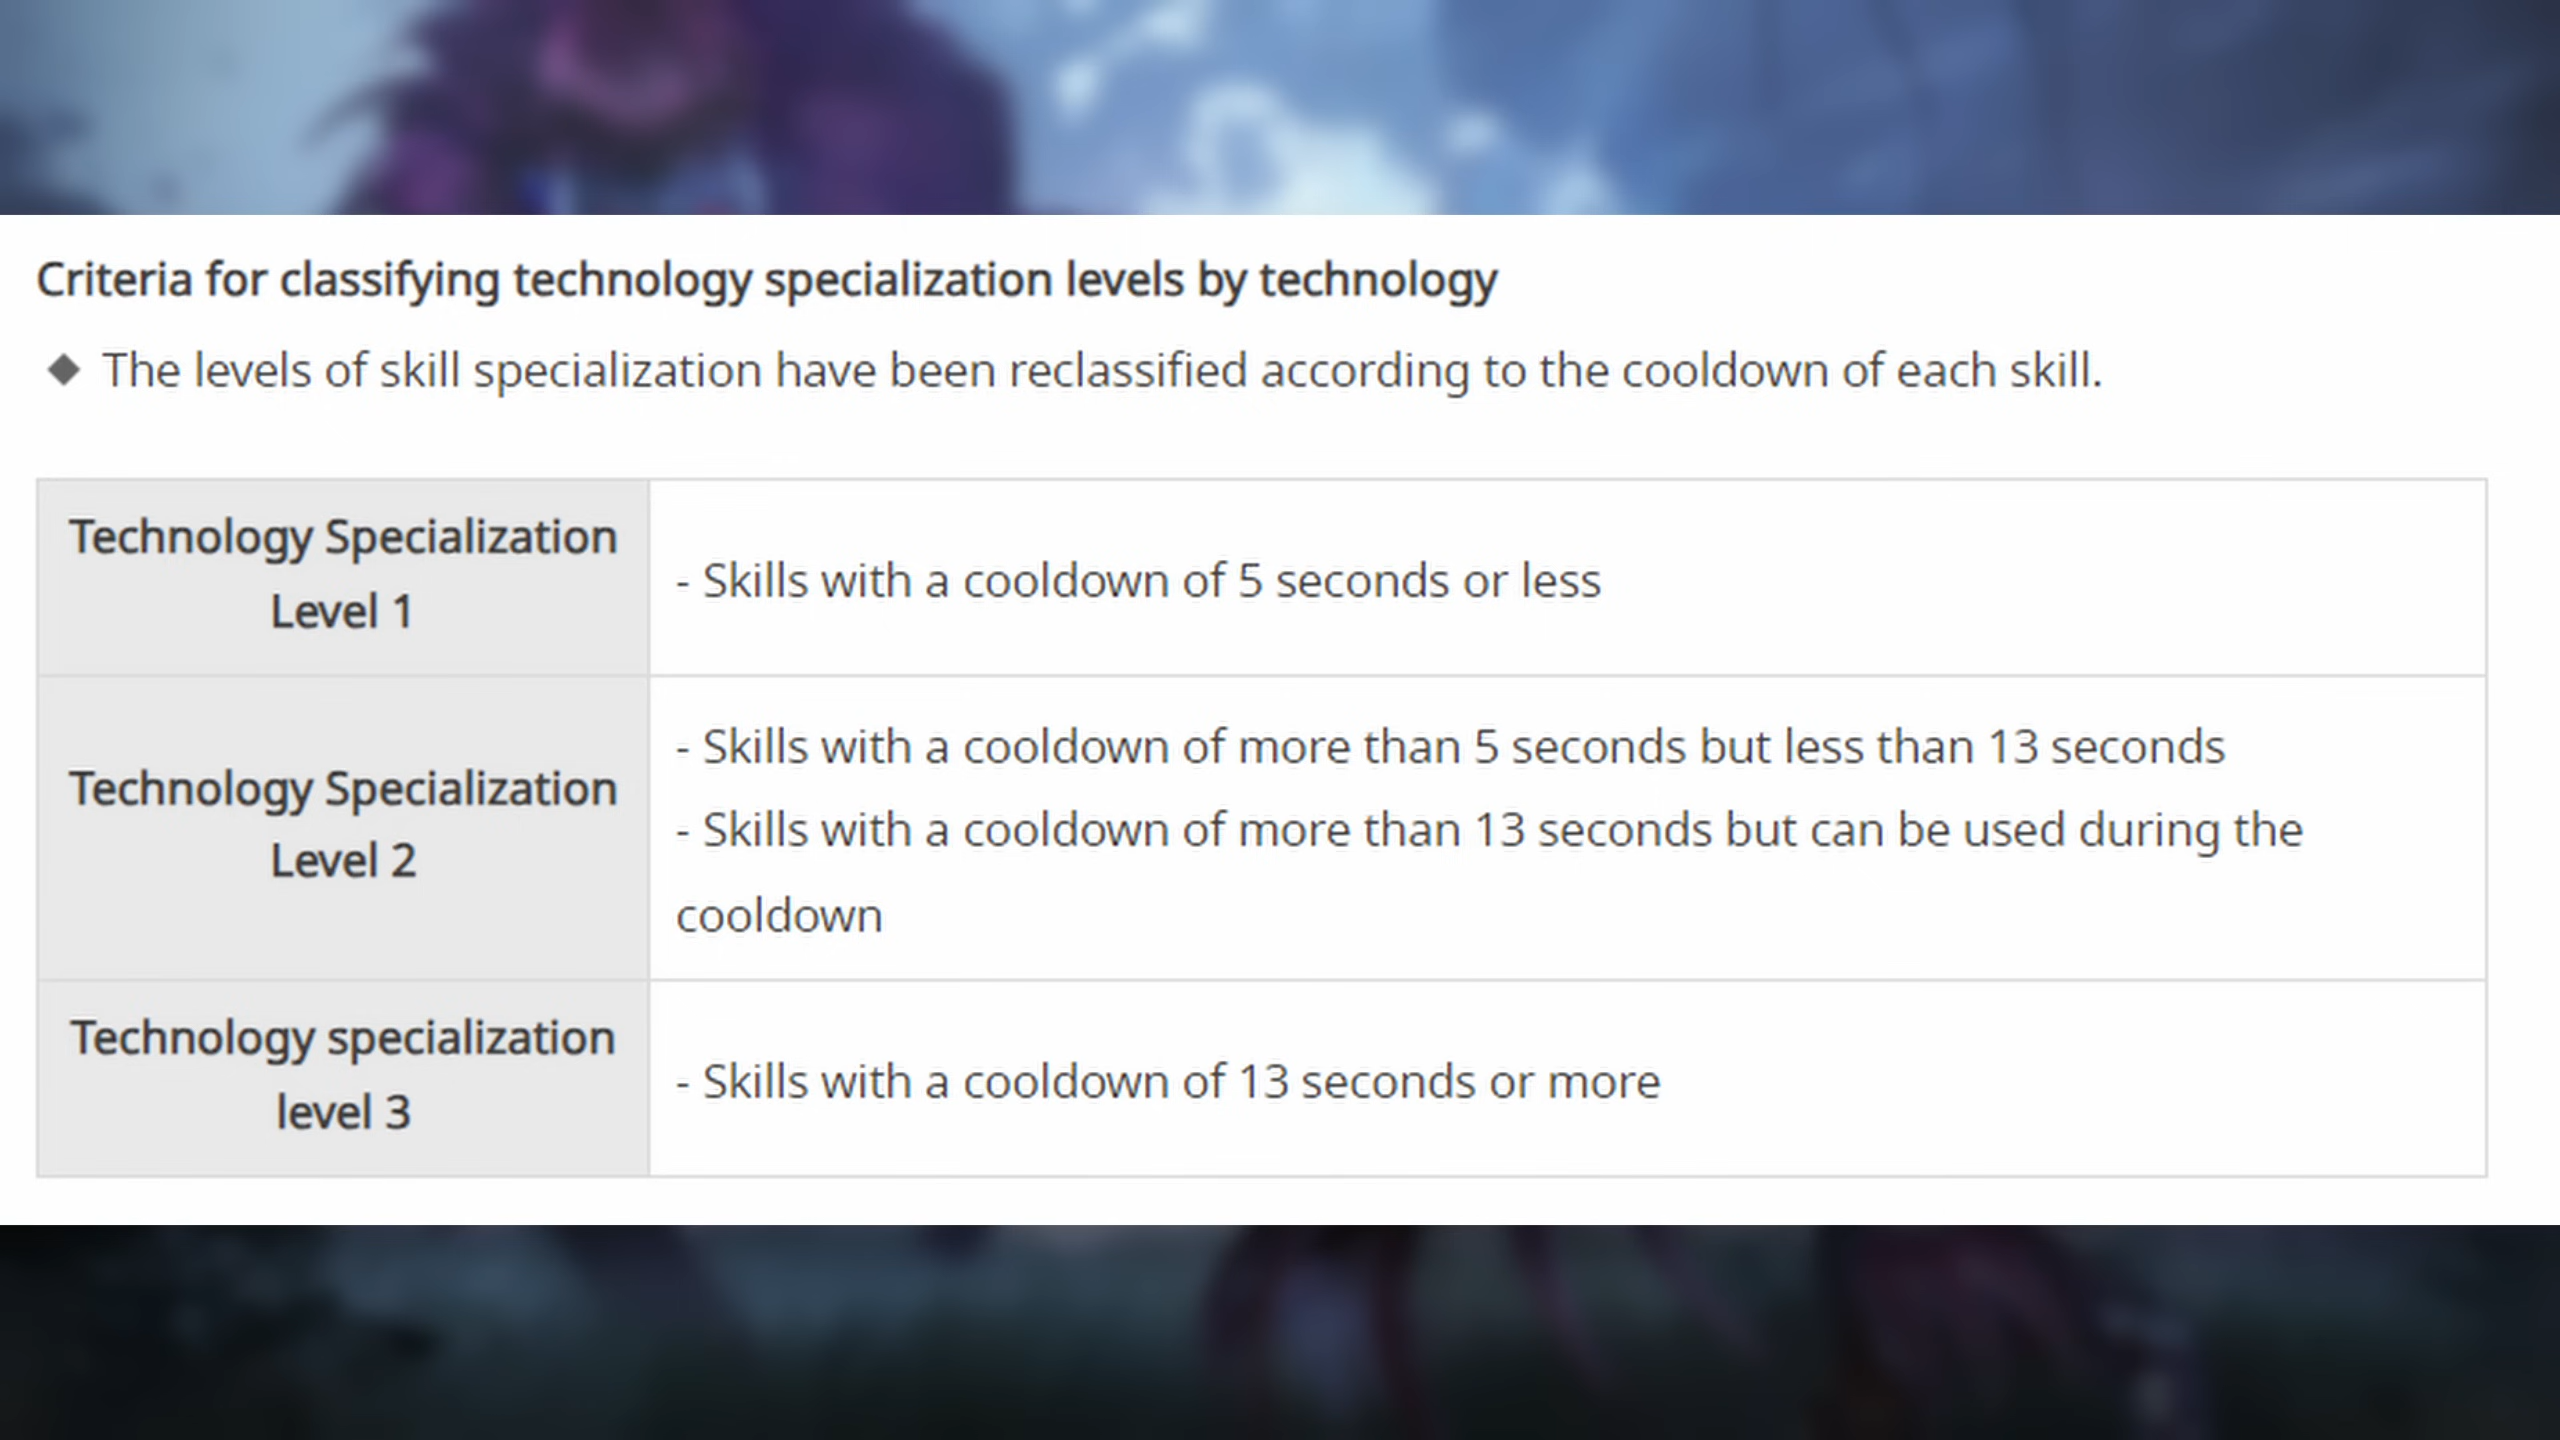 Criteria for classifying technology specialization levels by technology
◆ The levels of skill specialization have been reclassified according to the cooldown of each skill.
Technology Specialization
Level 1
- Skills with a cooldown of 5 seconds or less
Technology Specialization
Level 2
- Skills with a cooldown of more than 5 seconds but less than 13 seconds
- Skills with a cooldown of more than 13 seconds but can be used during the
cooldown
Technology specialization
level 3
- Skills with a cooldown of 13 seconds or more